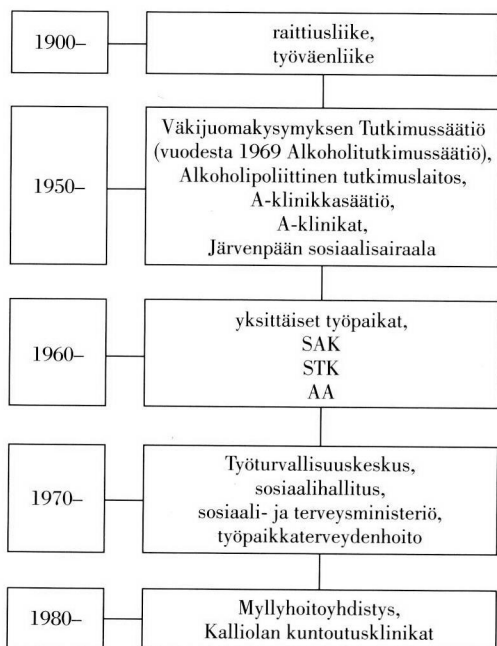 1900–
raittiusliike,
työväenliike
1950–
Väkijuomakysymyksen Tutkimussäätiö
(vuodesta 1969 Alkoholitutkimussäätiö),
Alkoholipoliittinen tutkimuslaitos,
A-klinikkasäätiö,
A-klinikat,
Järvenpään sosiaalisairaala
1960–
yksittäiset työpaikat,
SAK
STK
AA
1970–
Työturvallisuuskeskus,
sosiaalihallitus,
sosiaali- ja terveysministeriö,
työpaikkaterveydenhoito
1980–
Myllyhoitoyhdistys,
Kalliolan kuntoutusklinikat